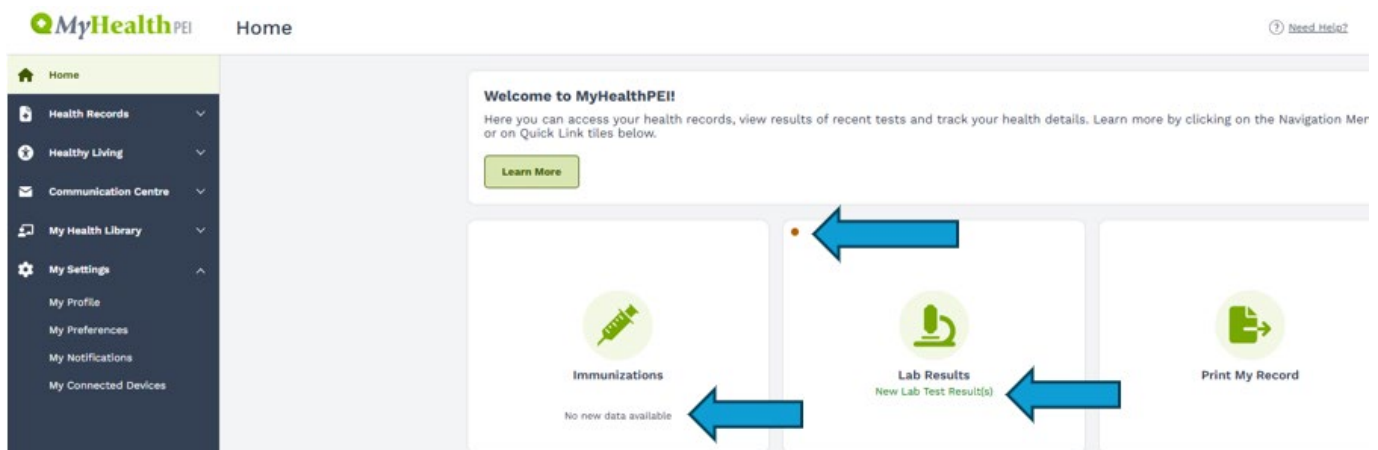 MyHealthPEI
Home
Need Help?
Home
Health Records
Healthy Living
Communication Centre
My Health Library
My Settings
My Profile
My Preferences
My Notifications
My Connected Devices
Welcome to MyHealthPEI!
Here you can access your health records, view results of recent tests and track your health details. Learn more by clicking on the Navigation
or on Quick Link tiles below.
Learn More
Immunizations
No new data available
Lab Results
New Lab Test Result(s)
Print My Record